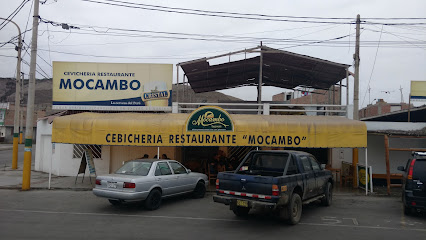 CEVICHERIA RESTAURANTE
MOCAMBO
CRISTAL
Mocambo
CEBICHERIA RESTAURANTE "MOCAMBO"